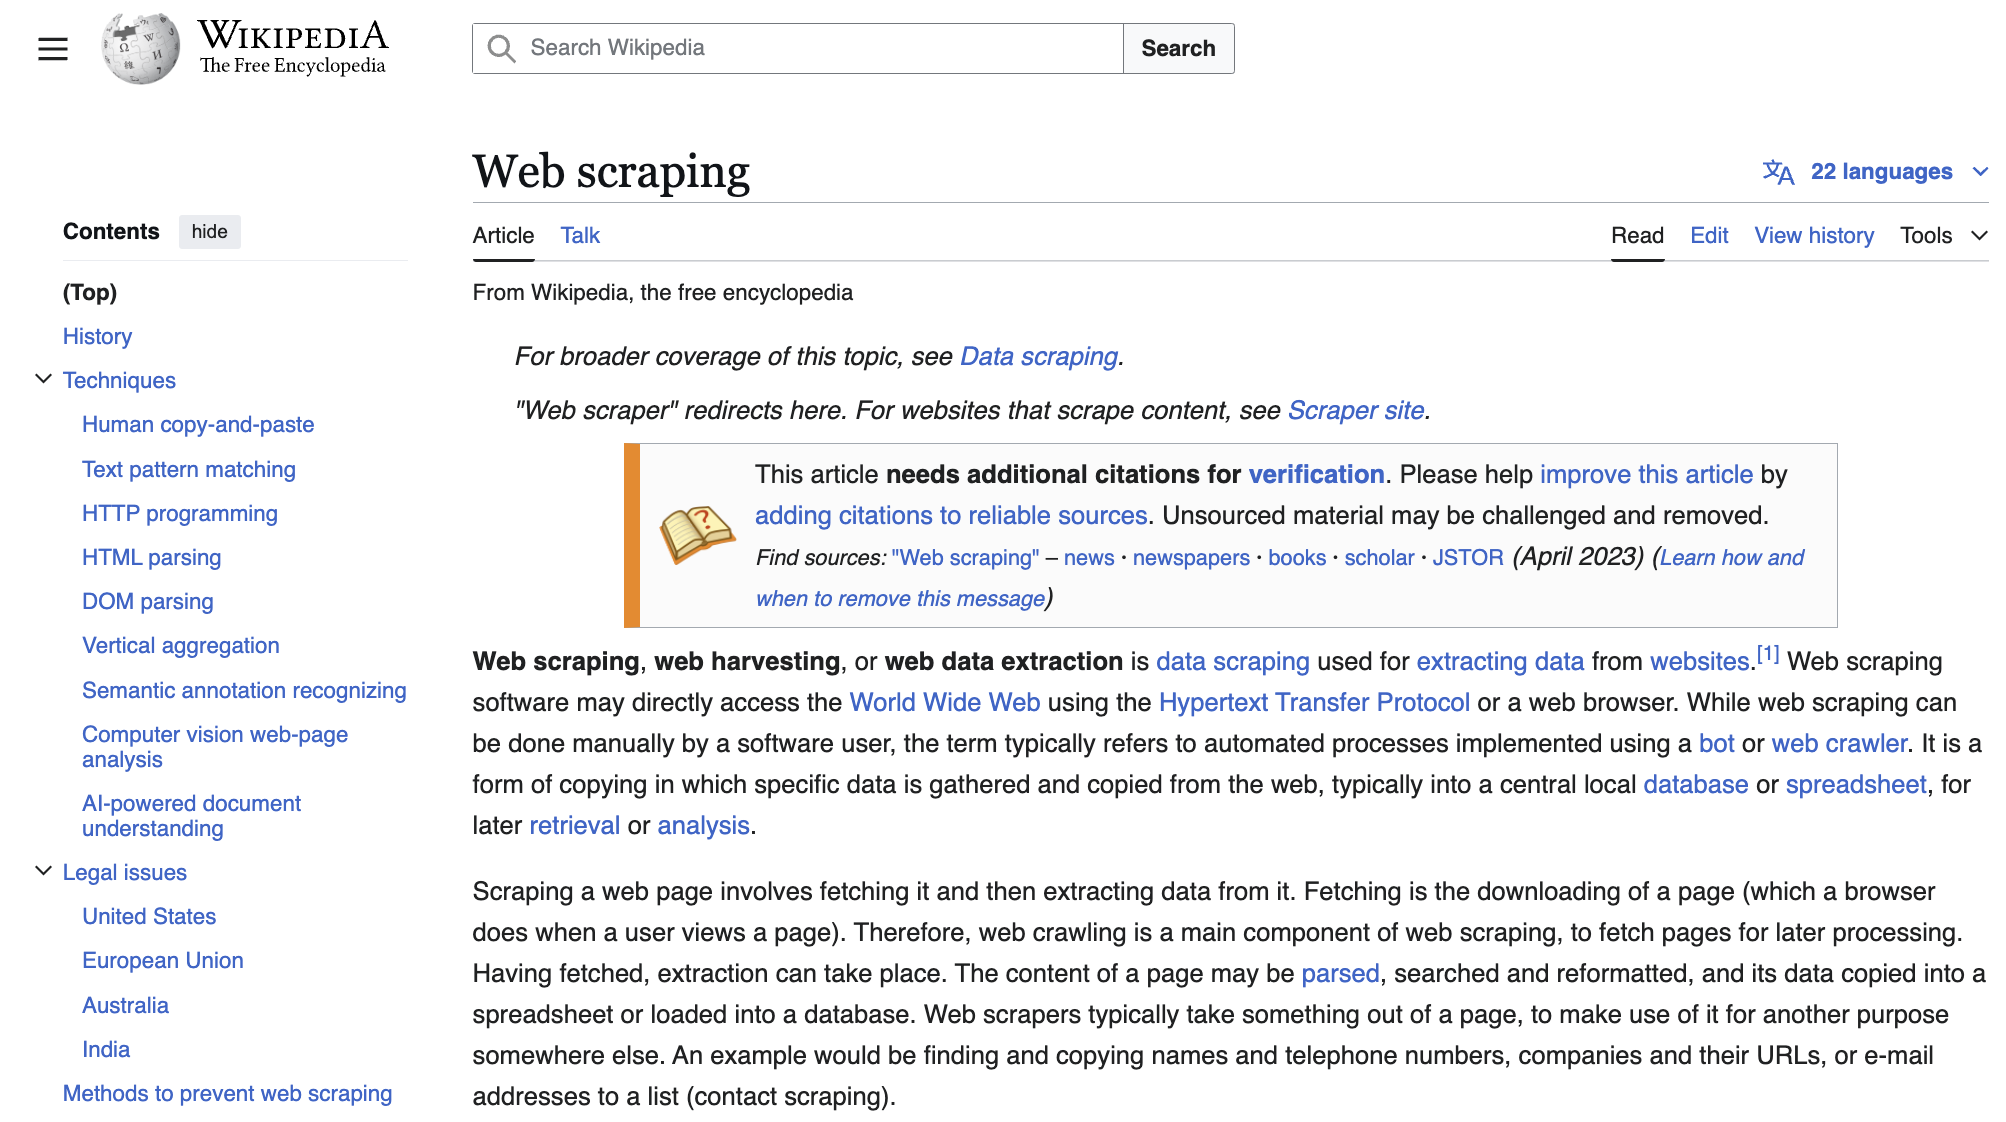 WIKIPEDIA
The Free Encyclopedia
Search Wikipedia
Search
Contents
hide
(Top)
History
Techniques
Human copy-and-paste
Text pattern matching
HTTP programming
HTML parsing
DOM parsing
Vertical aggregation
Semantic annotation recognizing
Computer vision web-page
analysis
AI-powered document
understanding
Legal issues
United States
European Union
Australia
India
Methods to prevent web scraping
Web scraping
22 languages
Article
Talk
Read
Edit
View history
Tools
From Wikipedia, the free encyclopedia
For broader coverage of this topic, see Data scraping.
"Web scraper" redirects here. For websites that scrape content, see Scraper site.
This article needs additional citations for verification. Please help improve this article by
adding citations to reliable sources. Unsourced material may be challenged and removed.
Find sources: "Web scraping" – news · newspapers · books · scholar · JSTOR (April 2023) (Learn how and
when to remove this message)
Web scraping, web harvesting, or web data extraction is data scraping used for extracting data from websites.[1] Web scraping
software may directly access the World Wide Web using the Hypertext Transfer Protocol or a web browser. While web scraping can
be done manually by a software user, the term typically refers to automated processes implemented using a bot or web crawler. It is a
form of copying in which specific data is gathered and copied from the web, typically into a central local database or spreadsheet, for
later retrieval or analysis.
Scraping a web page involves fetching it and then extracting data from it. Fetching is the downloading of a page (which a browser
does when a user views a page). Therefore, web crawling is a main component of web scraping, to fetch pages for later processing.
Having fetched, extraction can take place. The content of a page may be parsed, searched and reformatted, and its data copied into a
spreadsheet or loaded into a database. Web scrapers typically take something out of a page, to make use of it for another purpose
somewhere else. An example would be finding and copying names and telephone numbers, companies and their URLs, or e-mail
addresses to a list (contact scraping).